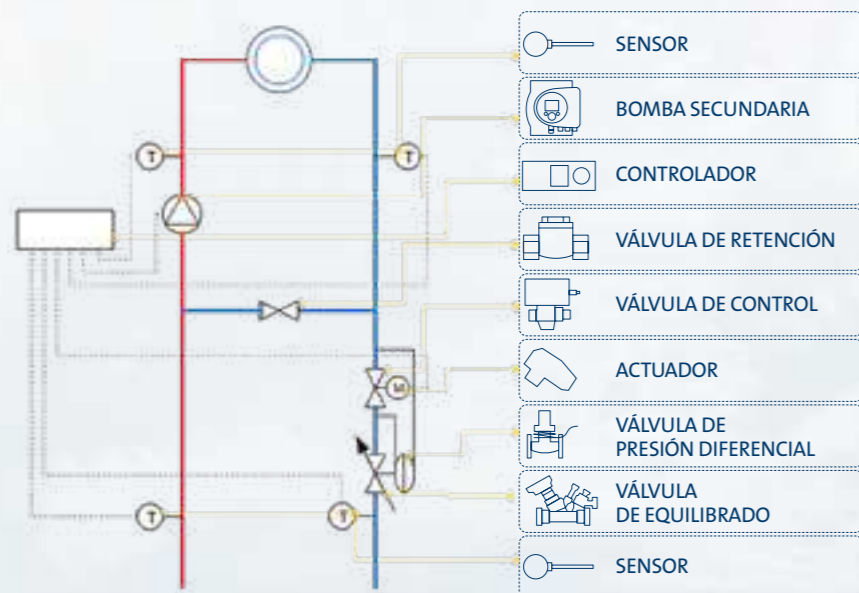 SENSOR
BOMBA SECUNDARIA
T
T
CONTROLADOR
VÁLVULA DE RETENCIÓN
VÁLVULA DE CONTROL
ACTUADOR
M
VÁLVULA DE
PRESIÓN DIFERENCIAL
VÁLVULA
DE EQUILIBRADO
T
T
SENSOR